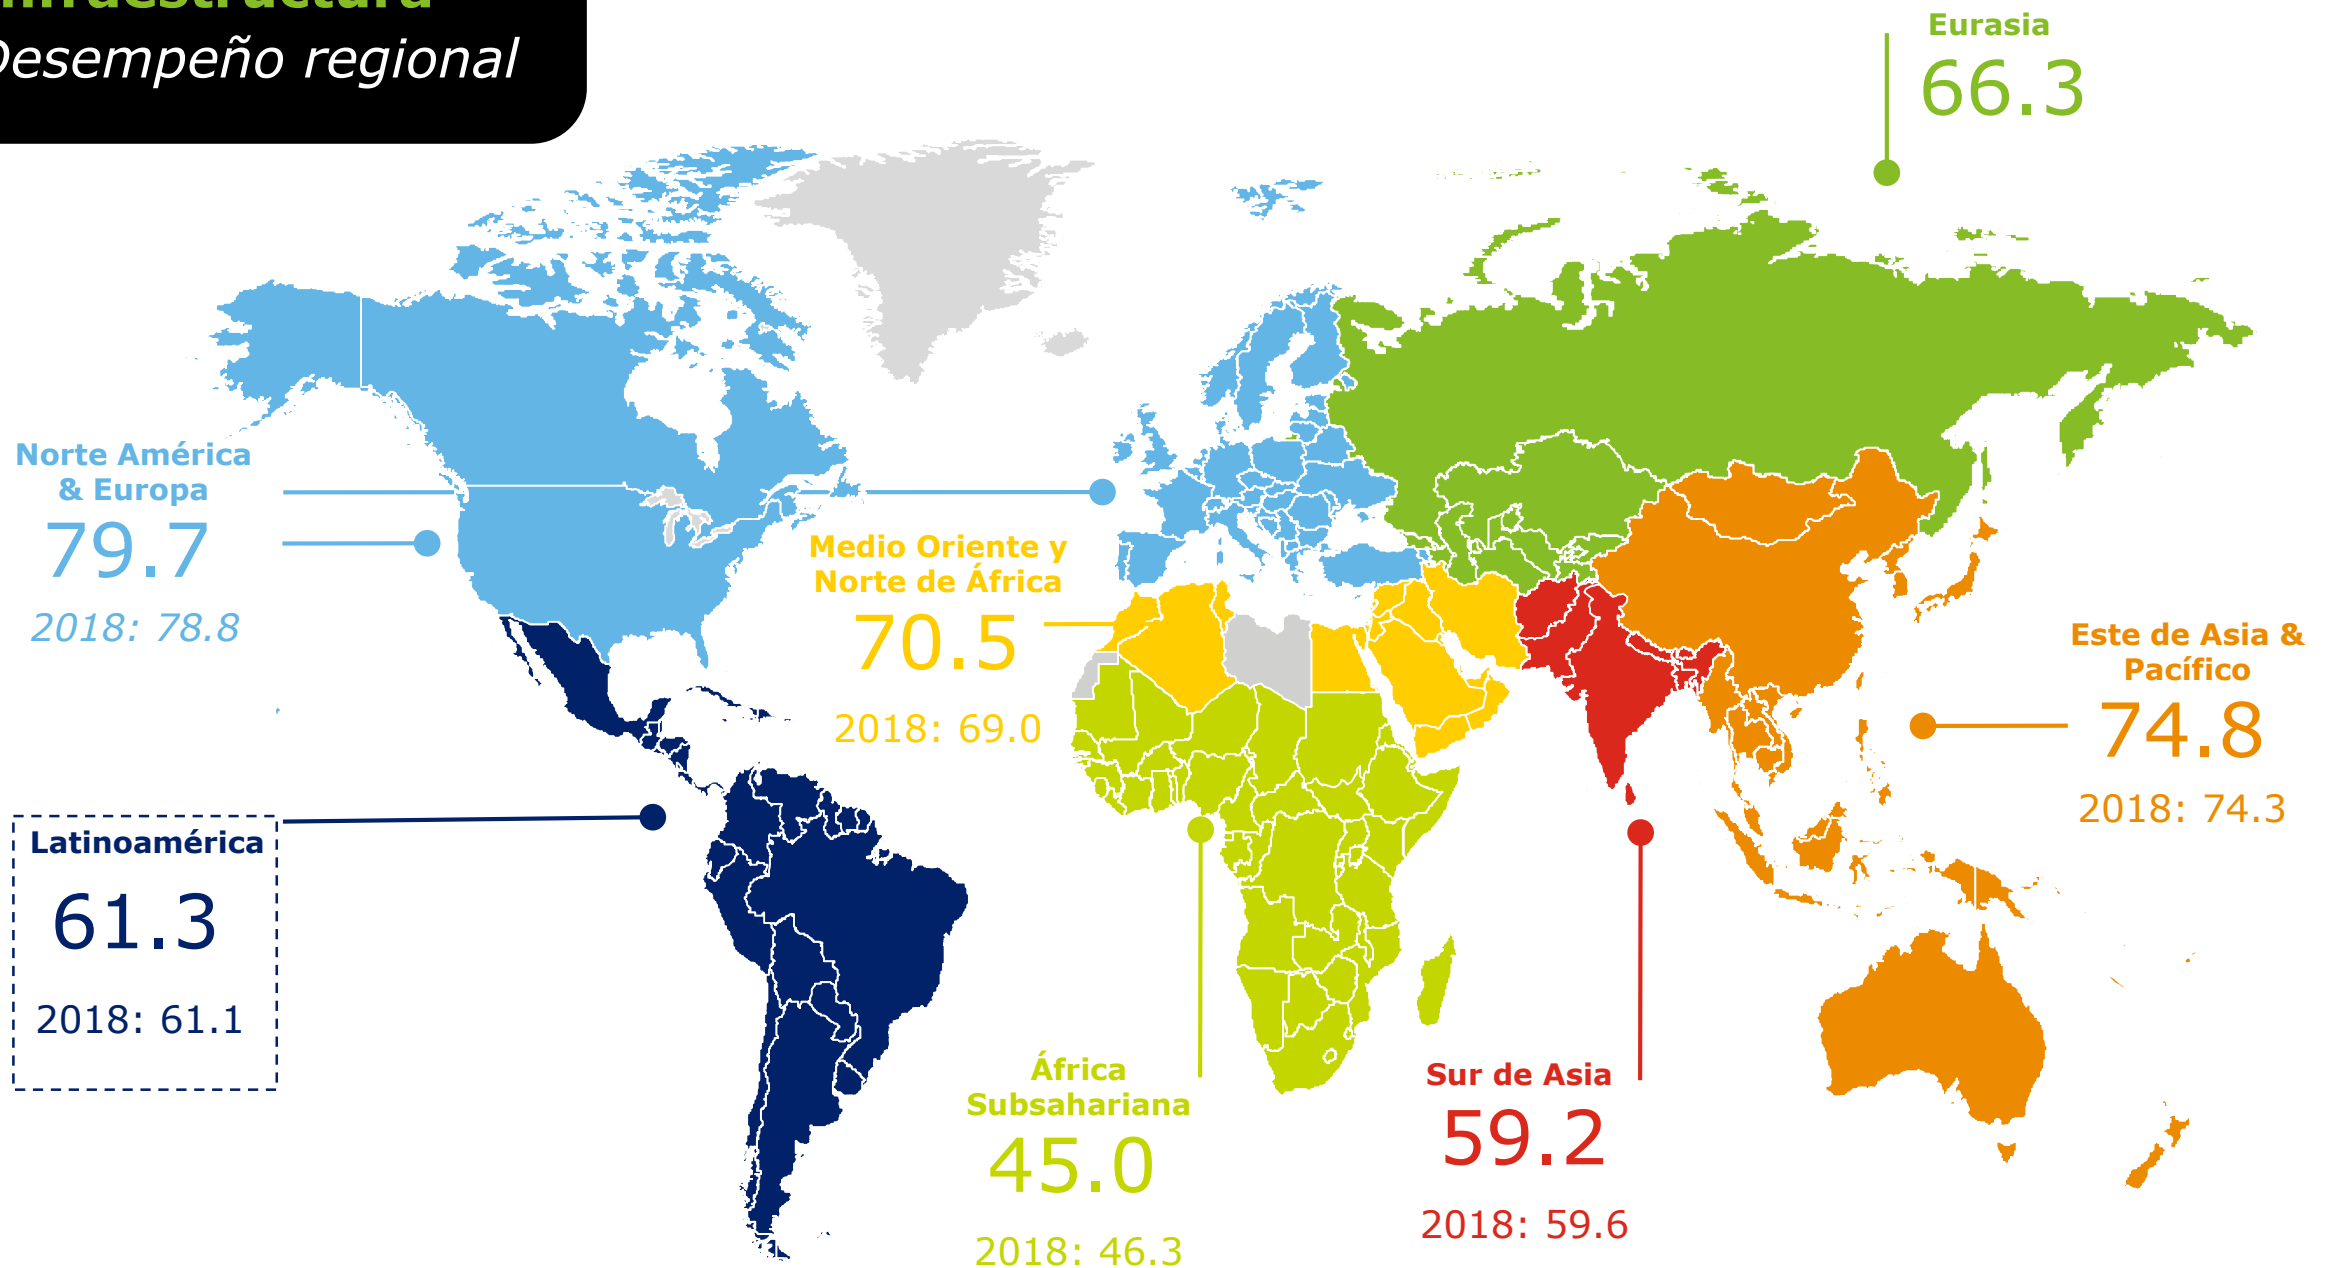 Desempeño regional
Eurasia
66.3
Norte América
& Europa
79.7
2018: 78.8
Medio Oriente y
Norte de África
70.5
2018: 69.0
Este de Asia &
Pacífico
74.8
2018: 74.3
Latinoamérica
61.3
2018: 61.1
África
Subsahariana
45.0
2018: 46.3
Sur de Asia
59.2
2018: 59.6